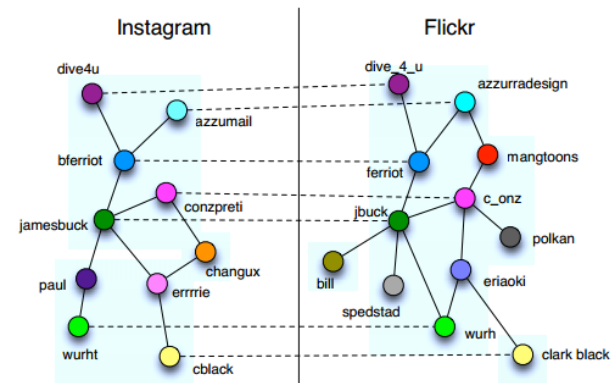 Instagram
Flickr
dive4u
dive_4_u
azzurradesign
azzumail
bferriot
ferriot
mangtoons
conzpreti
c_onz
jamesbuck
jbuck
polkan
changux
bill
paul
errrrie
eriaoki
spedstad
wurht
wurh
cblack
clark black